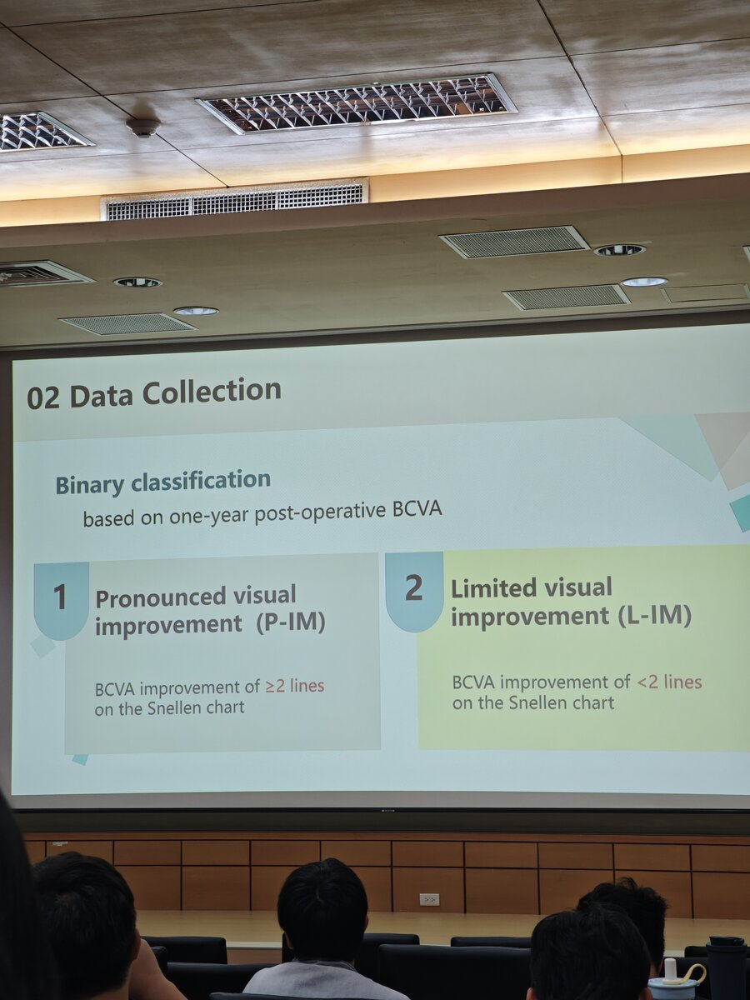 02 Data Collection
Binary classification
based on one-year post-operative BCVA
1
Pronounced visual
improvement (P-IM)
BCVA improvement of ≥2 lines
on the Snellen chart
2
Limited visual
improvement (L-IM)
BCVA improvement of <2 lines
on the Snellen chart